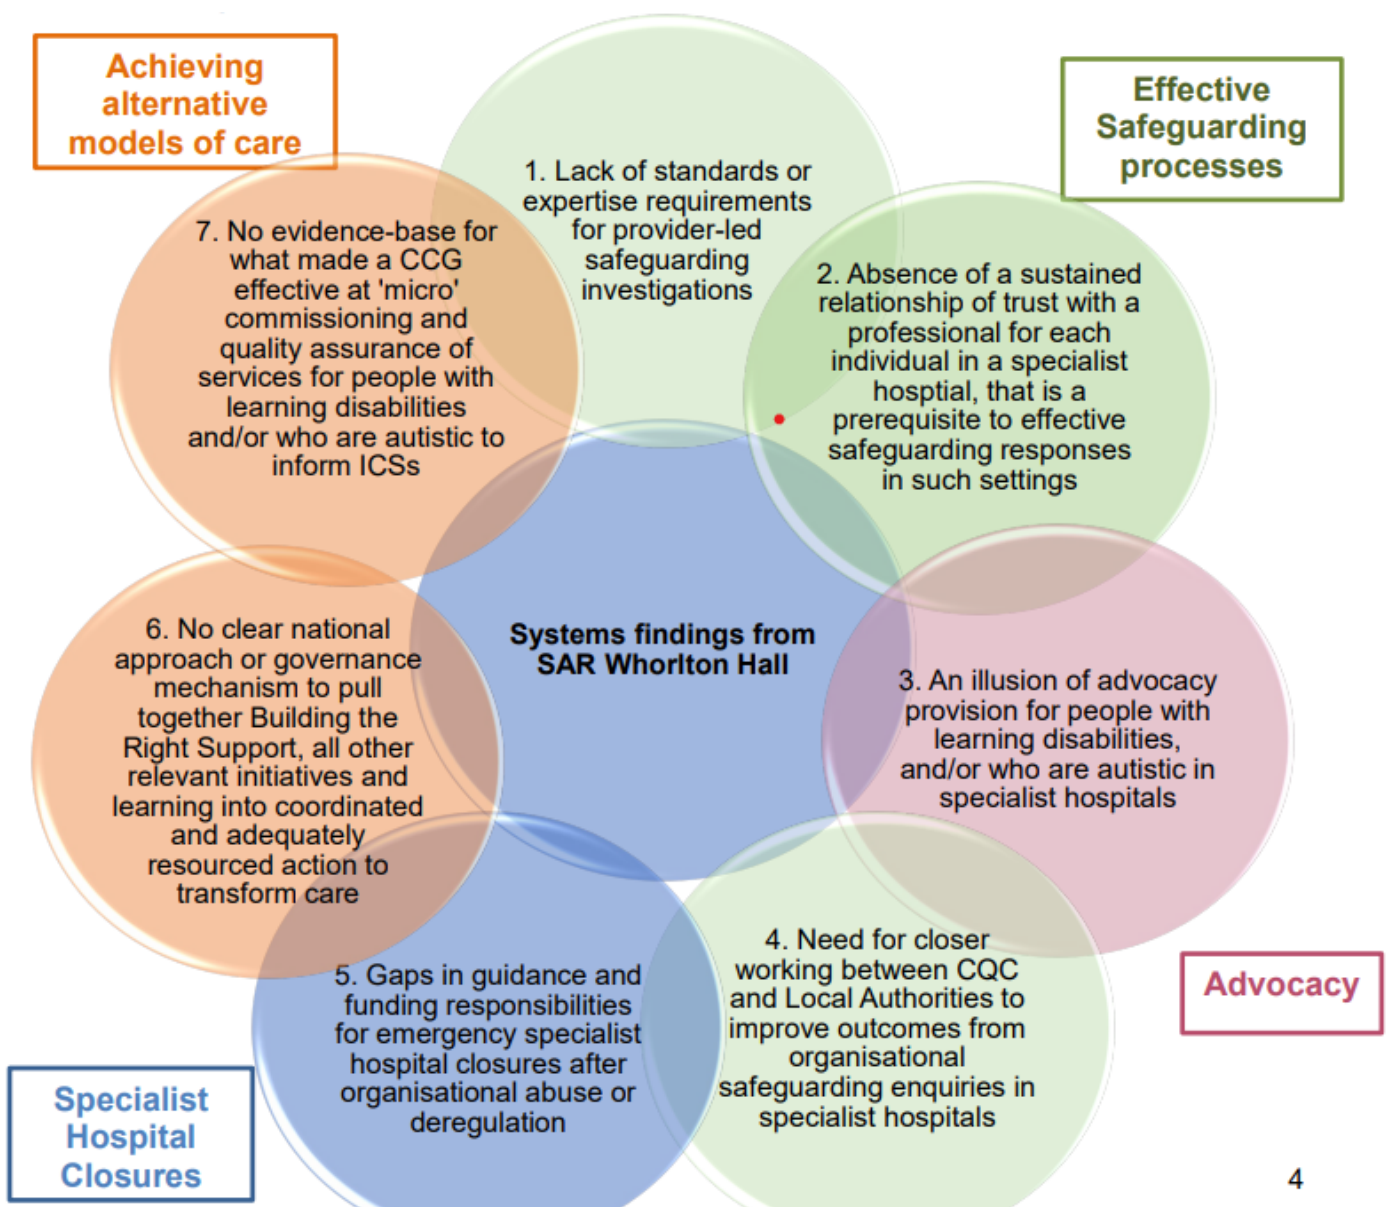 Achieving
alternative
models of care
Effective
Safeguarding
processes
1. Lack of standards or
expertise requirements
for provider-led
safeguarding
investigations
2. Absence of a sustained
relationship of trust with a
professional for each
individual in a specialist
hosptial, that is a
prerequisite to effective
safeguarding responses
in such settings
3. An illusion of advocacy
provision for people with
learning disabilities,
and/or who are autistic in
specialist hospitals
Advocacy
4. Need for closer
working between CQC
and Local Authorities to
improve outcomes from
organisational
safeguarding enquiries in
specialist hospitals
5. Gaps in guidance and
funding responsibilities
for emergency specialist
hospital closures after
organisational abuse or
deregulation
Specialist
Hospital
Closures
6. No clear national
approach or governance
mechanism to pull
together Building the
Right Support, all other
relevant initiatives and
learning into coordinated
and adequately
resourced action to
transform care
7. No evidence-base for
what made a CCG
effective at 'micro'
commissioning and
quality assurance of
services for people with
learning disabilities
and/or who are autistic to
inform ICSs
Systems findings from
SAR Whorlton Hall
4